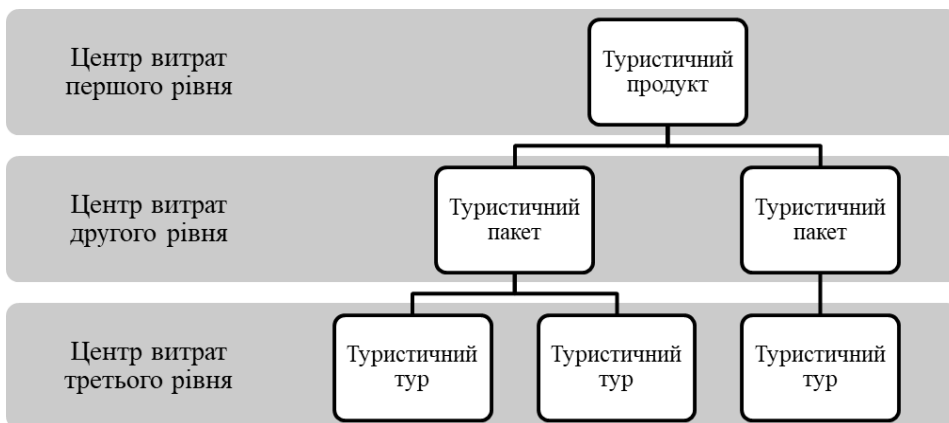 Центр витрат
першого рівня
Туристичний
продукт
Центр витрат
другого рівня
Туристичний
пакет
Туристичний
пакет
Центр витрат
третього рівня
Туристичний
тур
Туристичний
тур
Туристичний
тур